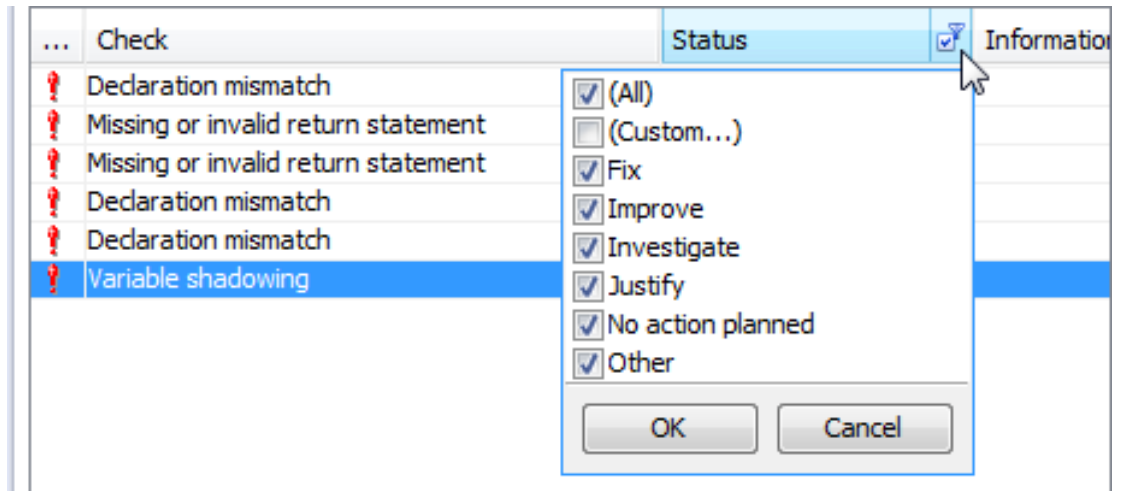 ... Check Status Information
Declaration mismatch
Missing or invalid return statement
Missing or invalid return statement
Declaration mismatch
Declaration mismatch
Variable shadowing
(All)
(Custom...)
Fix
Improve
Investigate
Justify
No action planned
Other
OK Cancel